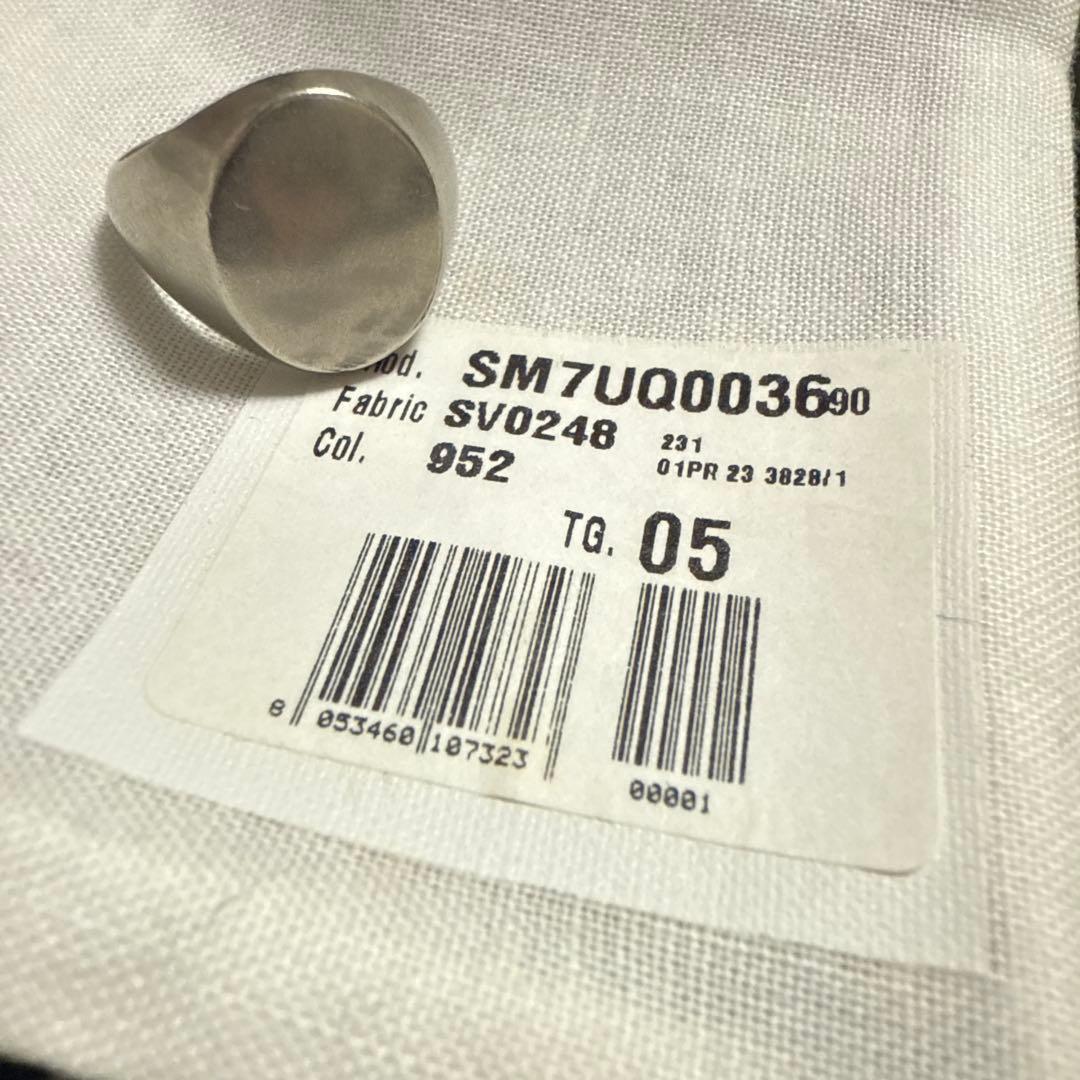 mod. SM7UQ0036 90
Fabric SV0248 231
Col. 952 01PR 23 3828/1
TG. 05
8 053460 107323
00001